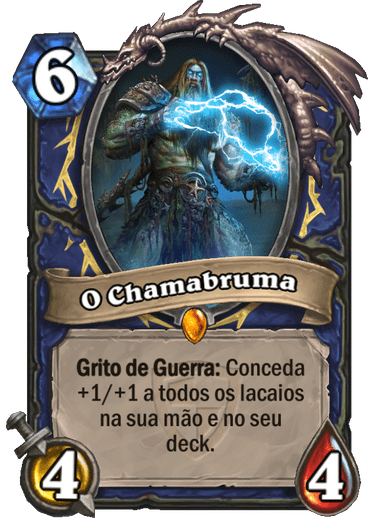 6
O Chamabruma
Grito de Guerra: Conceda
+1/+1 a todos os lacaios
na sua mão e no seu
deck.
4 4